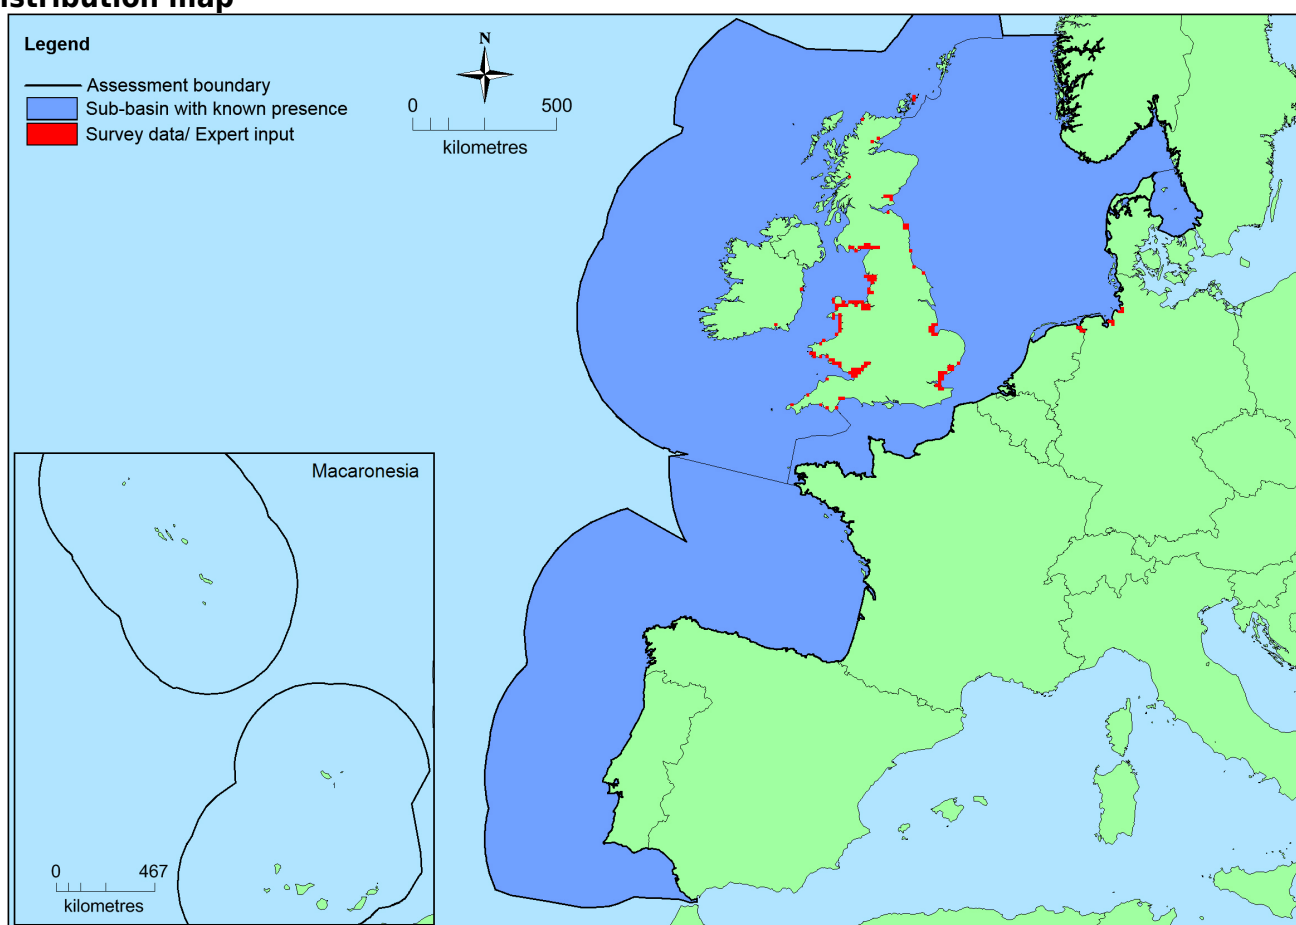 Legend
Assessment boundary
Sub-basin with known presence
Survey data/ Expert input
N
0 500
kilometres
Macaronesia
0 467
kilometres